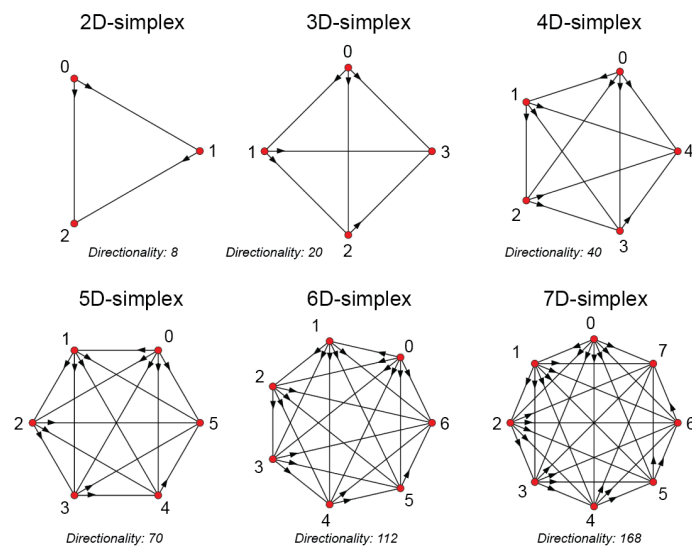 2D-simplex
0
1
2
Directionality: 8
3D-simplex
0
1
3
2
Directionality: 20
4D-simplex
0
1
4
2
3
Directionality: 40
5D-simplex
1
0
2
5
3
4
Directionality: 70
6D-simplex
1
0
2
6
3
5
4
Directionality: 112
7D-simplex
0
1
7
2
6
3
5
4
Directionality: 168